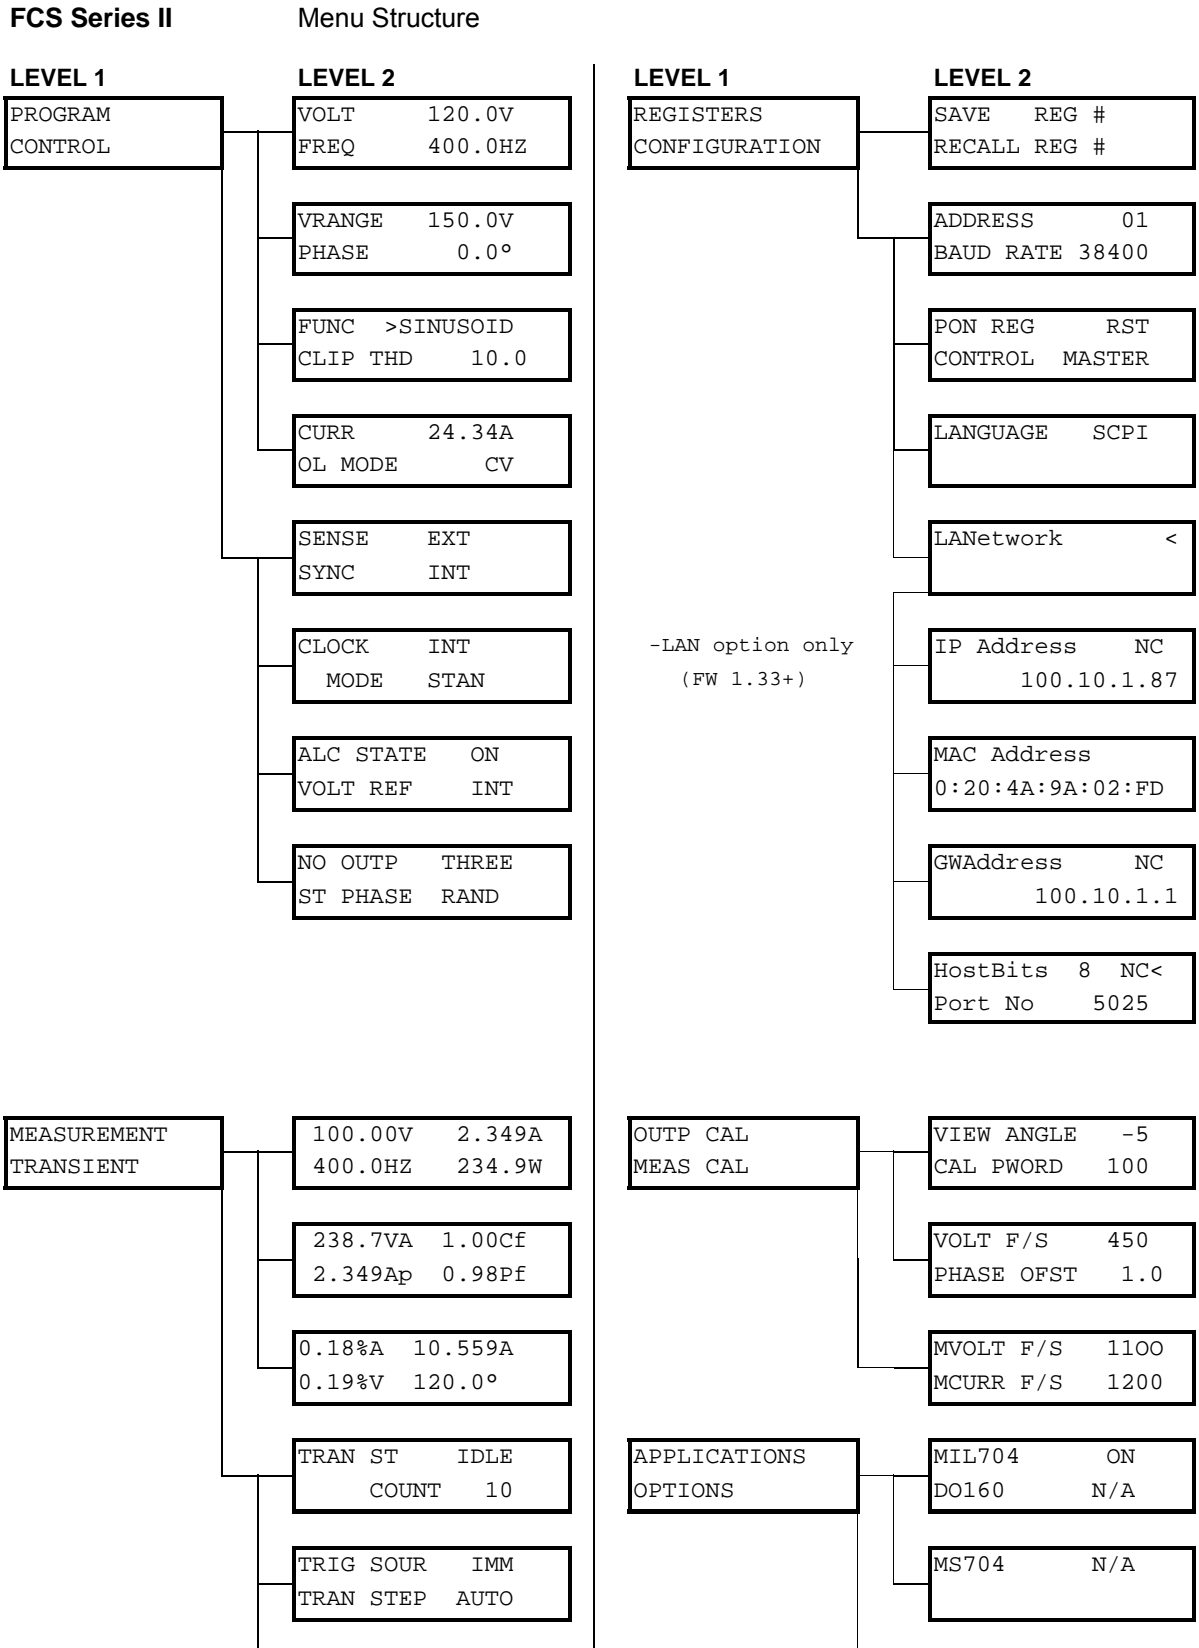 FCS Series II Menu Structure
LEVEL 1 LEVEL 2
PROGRAM
CONTROL
VOLT 120.0V
FREQ 400.0HZ
VRANGE 150.0V
PHASE 0.0°
FUNC >SINUSOID
CLIP THD 10.0
CURR 24.34A
OL MODE CV
SENSE EXT
SYNC INT
CLOCK INT
MODE STAN
ALC STATE ON
VOLT REF INT
NO OUTP THREE
ST PHASE RAND
MEASUREMENT
TRANSIENT
100.00V 2.349A
400.0HZ 234.9W
238.7VA 1.00Cf
2.349Ap 0.98Pf
0.18%A 10.559A
0.19%V 120.0°
TRAN ST IDLE
COUNT 10
TRIG SOUR IMM
TRAN STEP AUTO
LEVEL 1 LEVEL 2
REGISTERS
CONFIGURATION
SAVE REG #
RECALL REG #
ADDRESS 01
BAUD RATE 38400
PON REG RST
CONTROL MASTER
LANGUAGE SCPI
LANetwork <
-LAN option only
(FW 1.33+)
IP Address NC
100.10.1.87
MAC Address
0:20:4A:9A:02:FD
GWAddress NC
100.10.1.1
HostBits 8 NC<
Port No 5025
OUTP CAL
MEAS CAL
VIEW ANGLE -5
CAL PWORD 100
VOLT F/S 450
PHASE OFST 1.0
MVOLT F/S 11OO
MCURR F/S 1200
APPLICATIONS
OPTIONS
MIL704 ON
DO160 N/A
MS704 N/A